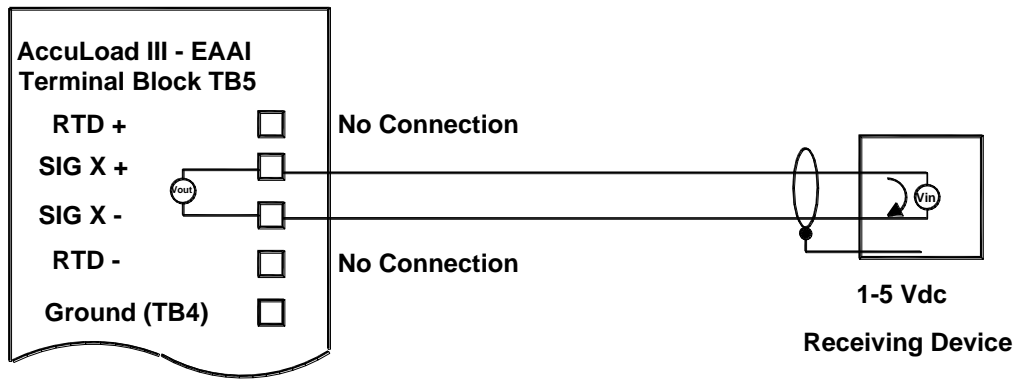 AccuLoad III - EAAI
Terminal Block TB5
RTD +
No Connection
SIG X +
Vout
Vin
SIG X -
RTD -
No Connection
Ground (TB4)
1-5 Vdc
Receiving Device